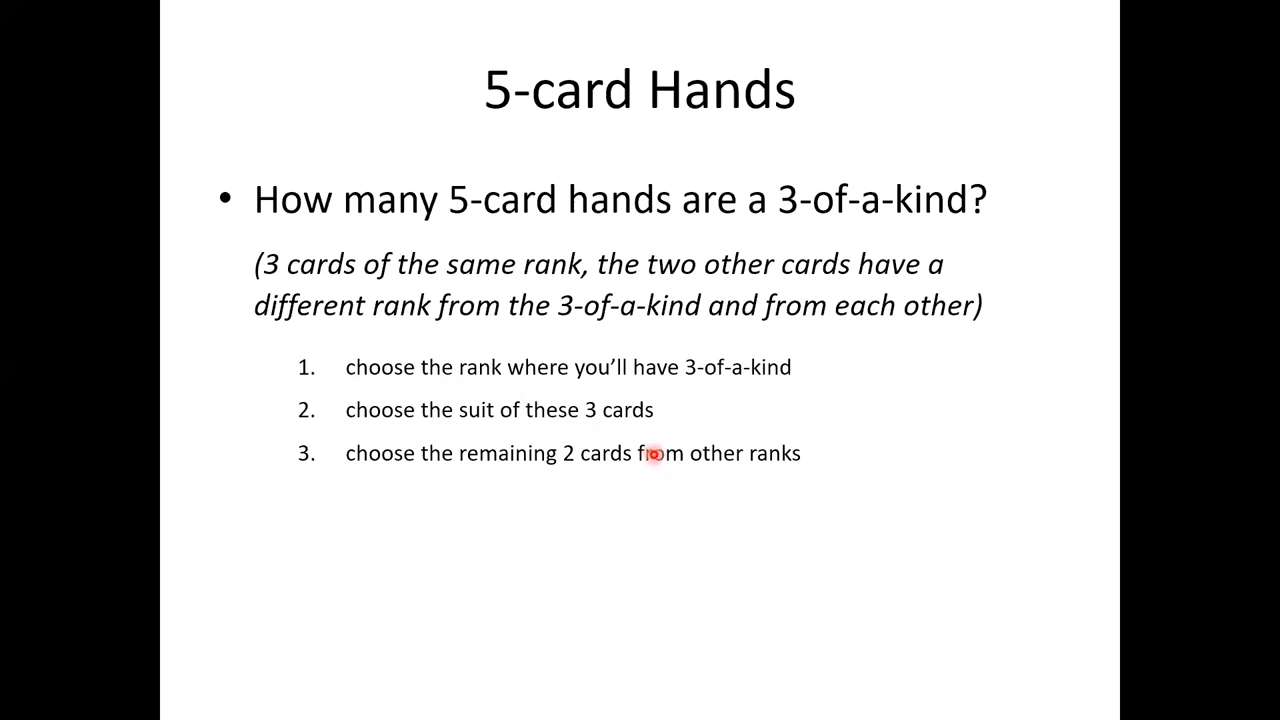 5-card Hands
• How many 5-card hands are a 3-of-a-kind?
(3 cards of the same rank, the two other cards have a
different rank from the 3-of-a-kind and from each other)
1. choose the rank where you’ll have 3-of-a-kind
2. choose the suit of these 3 cards
3. choose the remaining 2 cards from other ranks